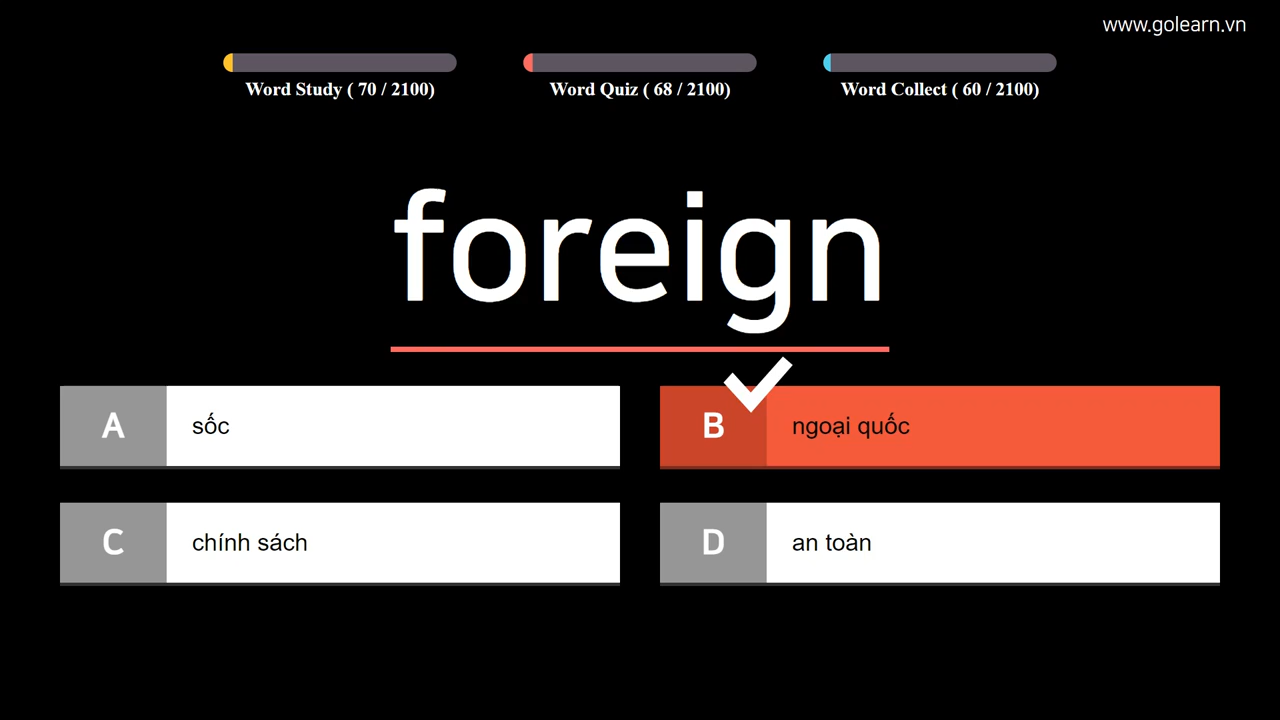 www.golearn.vn
Word Study ( 70 / 2100)
Word Quiz ( 68 / 2100)
Word Collect ( 60 / 2100)
foreign
A sốc
B ngoại quốc
C chính sách
D an toàn